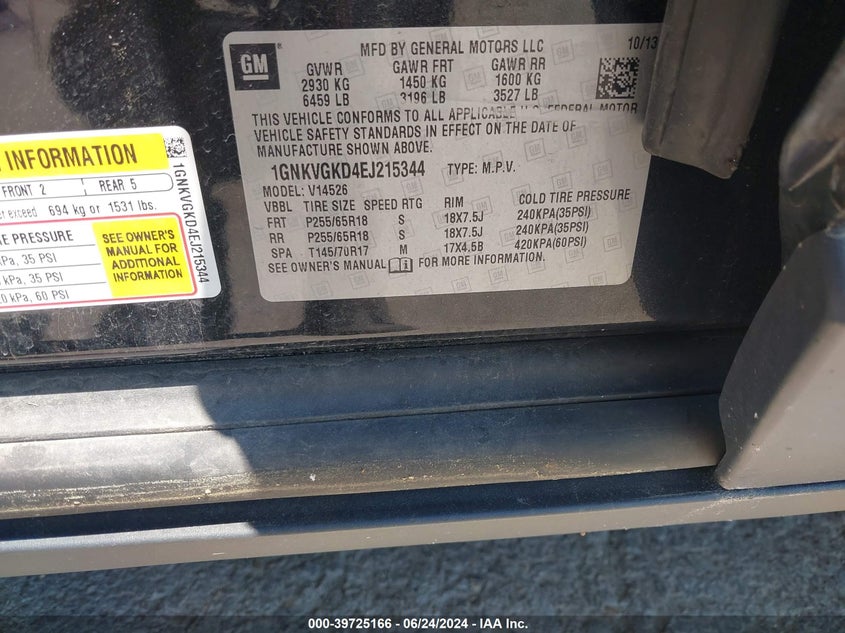 GM
MFD BY GENERAL MOTORS LLC 10/13
GVWR GAWR FRT GAWR RR
2930 KG 1450 KG 1600 KG
6459 LB 3196 LB 3527 LB
THIS VEHICLE CONFORMS TO ALL APPLICABLE U.S. FEDERAL MOTOR
VEHICLE SAFETY STANDARDS IN EFFECT ON THE DATE OF
MANUFACTURE SHOWN ABOVE.
1GNKVGKD4EJ215344 TYPE: M.P.V.
MODEL: V14526
VBBL TIRE SIZE SPEED RTG RIM COLD TIRE PRESSURE
FRT P255/65R18 S 18X7.5J 240KPA(35PSI)
RR P255/65R18 S 18X7.5J 240KPA(35PSI)
SPA T145/70R17 M 17X4.5B 420KPA(60PSI)
SEE OWNER'S MANUAL FOR MORE INFORMATION.
INFORMATION
FRONT 2 REAR 5
exceed 694 kg or 1531 lbs.
PRESSURE
kPa, 35 PSI
kPa, 35 PSI
kPa, 60 PSI
SEE OWNER'S
MANUAL FOR
ADDITIONAL
INFORMATION
1GNKVGKD4EJ215344
000-39725166 - 06/24/2024 - IAA Inc.